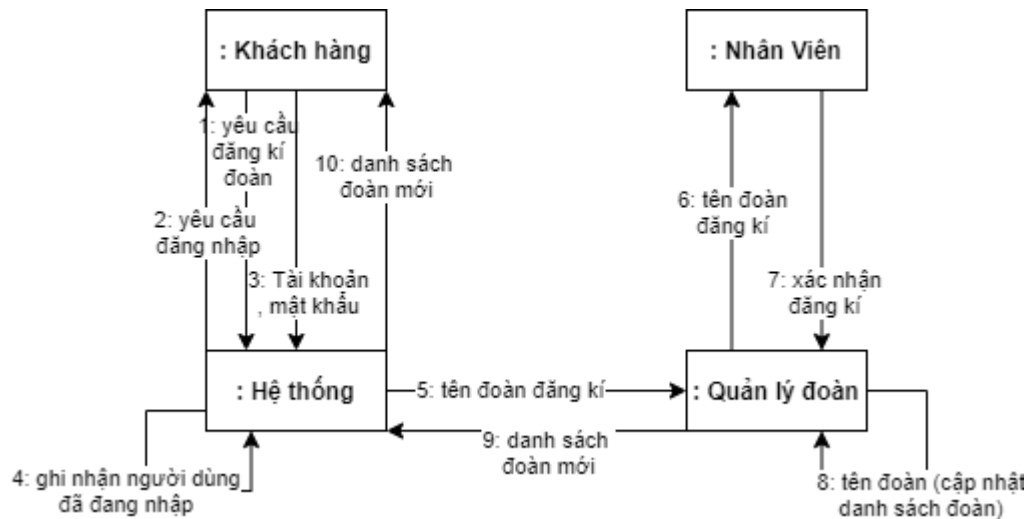 : Khách hàng
: Nhân Viên
1: yêu cầu
đăng kí
đoàn
10: danh sách
đoàn mới
2: yêu cầu
đăng nhập
6: tên đoàn
đăng kí
3: Tài khoản
, mật khẩu
7: xác nhận
đăng kí
: Hệ thống
5: tên đoàn đăng kí
: Quản lý đoàn
9: danh sách
đoàn mới
4: ghi nhận người dùng
đã đang nhập
8: tên đoàn (cập nhật
danh sách đoàn)